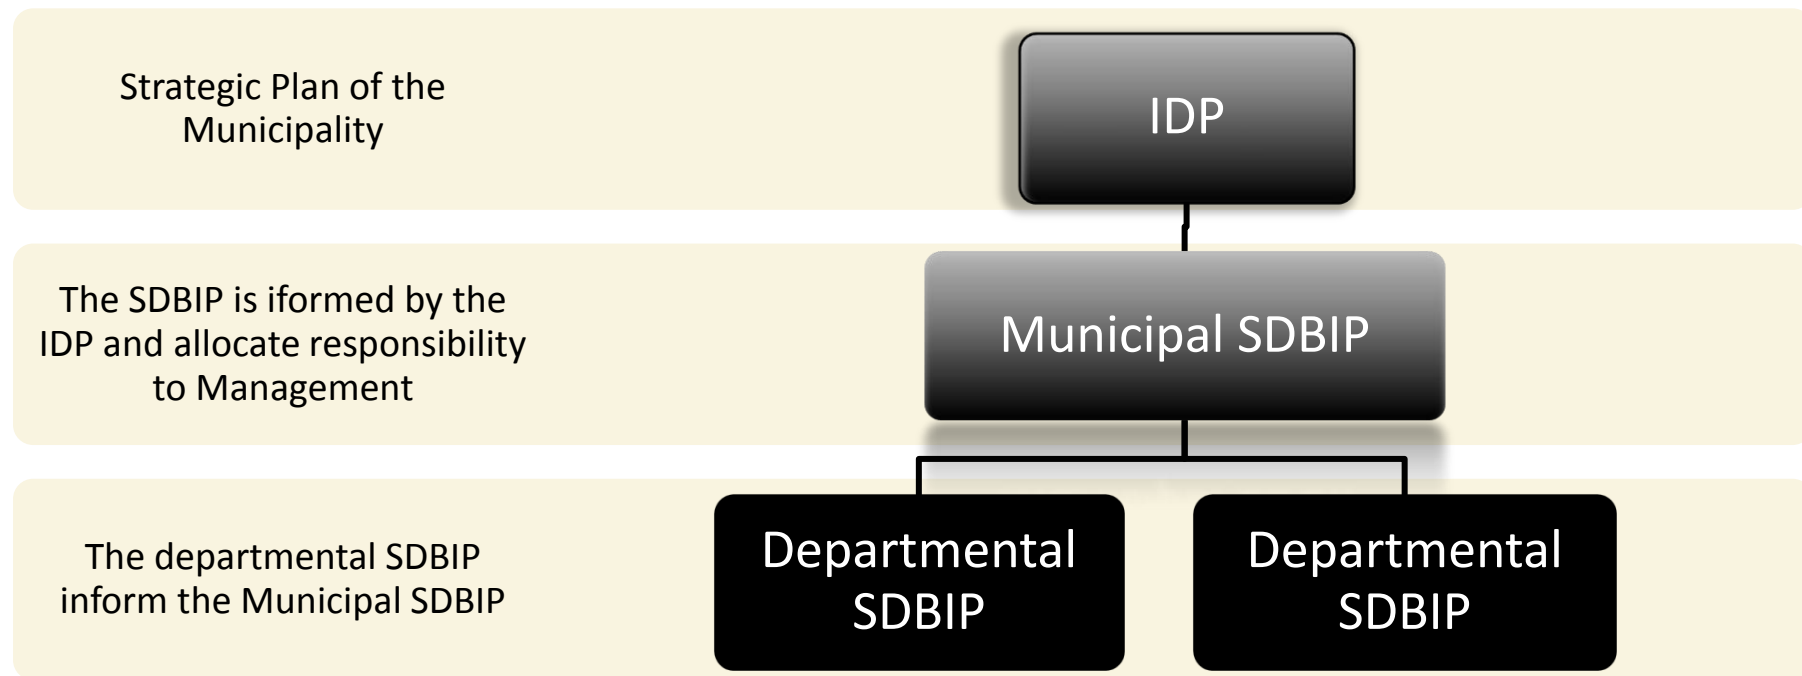 Strategic Plan of the
Municipality
IDP
The SDBIP is iformed by the
IDP and allocate responsibility
to Management
Municipal SDBIP
The departmental SDBIP
inform the Municipal SDBIP
Departmental
SDBIP
Departmental
SDBIP